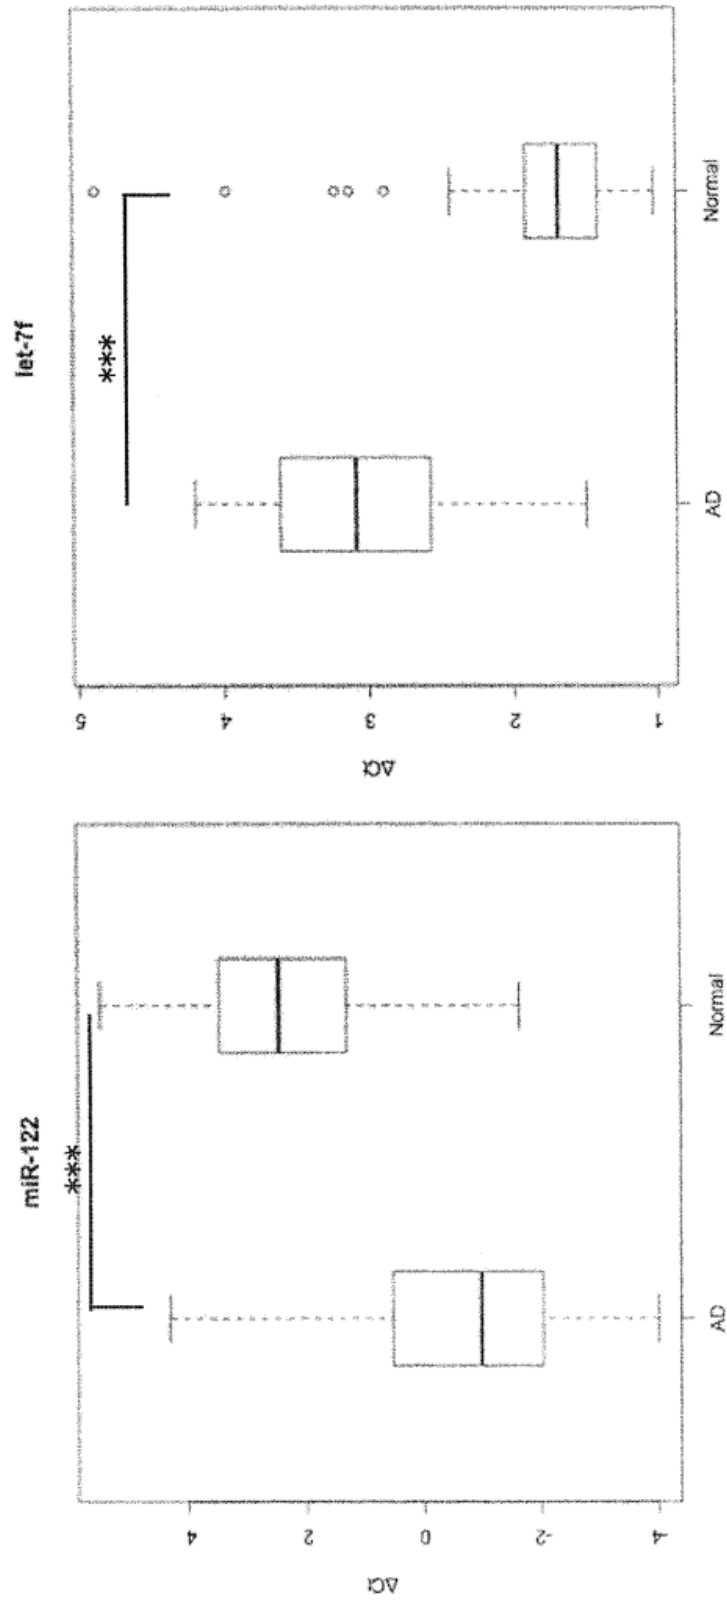 miR-122
***
ΔCt
4
2
0
-2
-4
AD
Normal
let-7f
***
ΔCt
5
4
3
2
1
AD
Normal